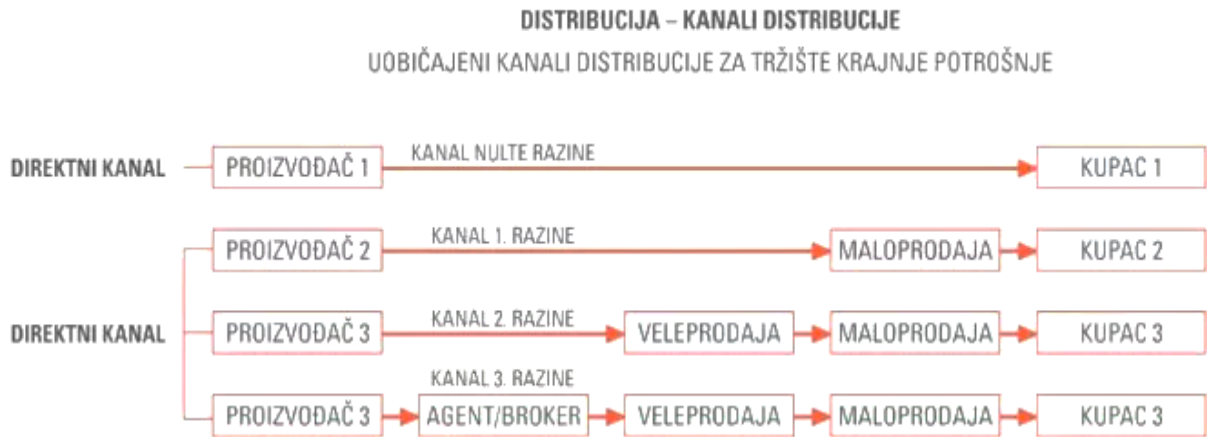 DISTRIBUCIJA – KANALI DISTRIBUCIJE
UOBIČAJENI KANALI DISTRIBUCIJE ZA TRŽIŠTE KRAJNJE POTROŠNJE
DIREKTNI KANAL PROIZVOĐAČ 1 KANAL NULTE RAZINE KUPAC 1
PROIZVOĐAČ 2 KANAL 1. RAZINE MALOPRODAJA KUPAC 2
DIREKTNI KANAL PROIZVOĐAČ 3 KANAL 2. RAZINE VELEPRODAJA MALOPRODAJA KUPAC 3
KANAL 3. RAZINE
PROIZVOĐAČ 3 AGENT/BROKER VELEPRODAJA MALOPRODAJA KUPAC 3